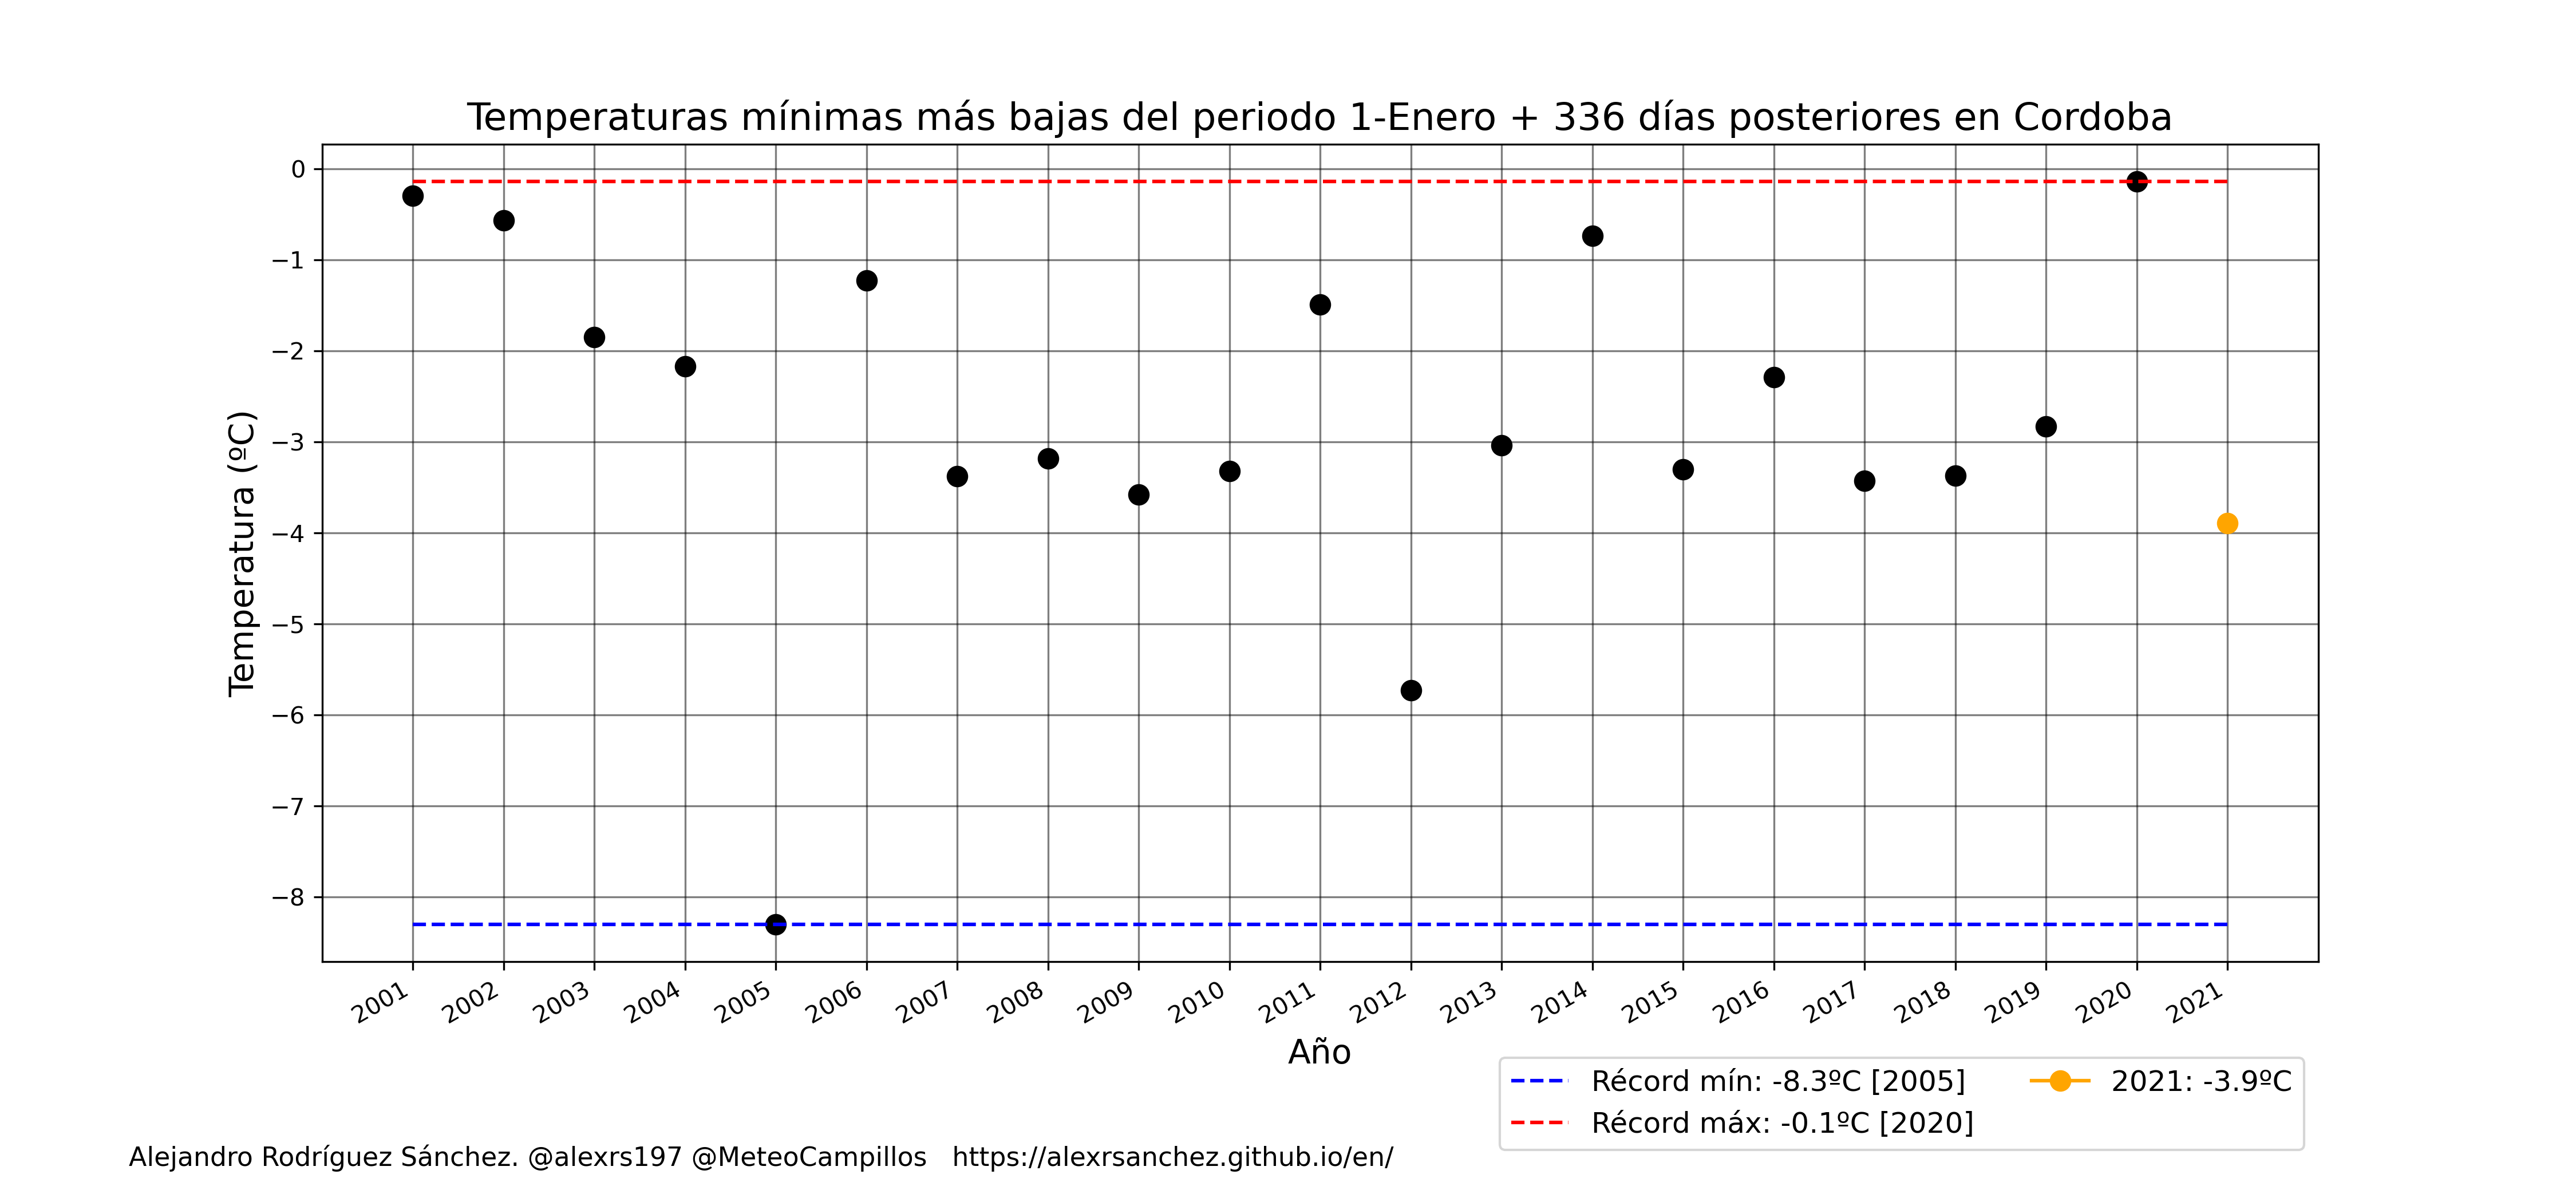 Temperaturas mínimas más bajas del periodo 1-Enero + 336 días posteriores en Cordoba
Temperatura (ºC)
0
−1
−2
−3
−4
−5
−6
−7
−8
2001 2002 2003 2004 2005 2006 2007 2008 2009 2010 2011 2012 2013 2014 2015 2016 2017 2018 2019 2020 2021
Año
Récord mín: -8.3ºC [2005]
Récord máx: -0.1ºC [2020]
2021: -3.9ºC
Alejandro Rodríguez Sánchez. @alexrs197 @MeteoCampillos https://alexrsanchez.github.io/en/